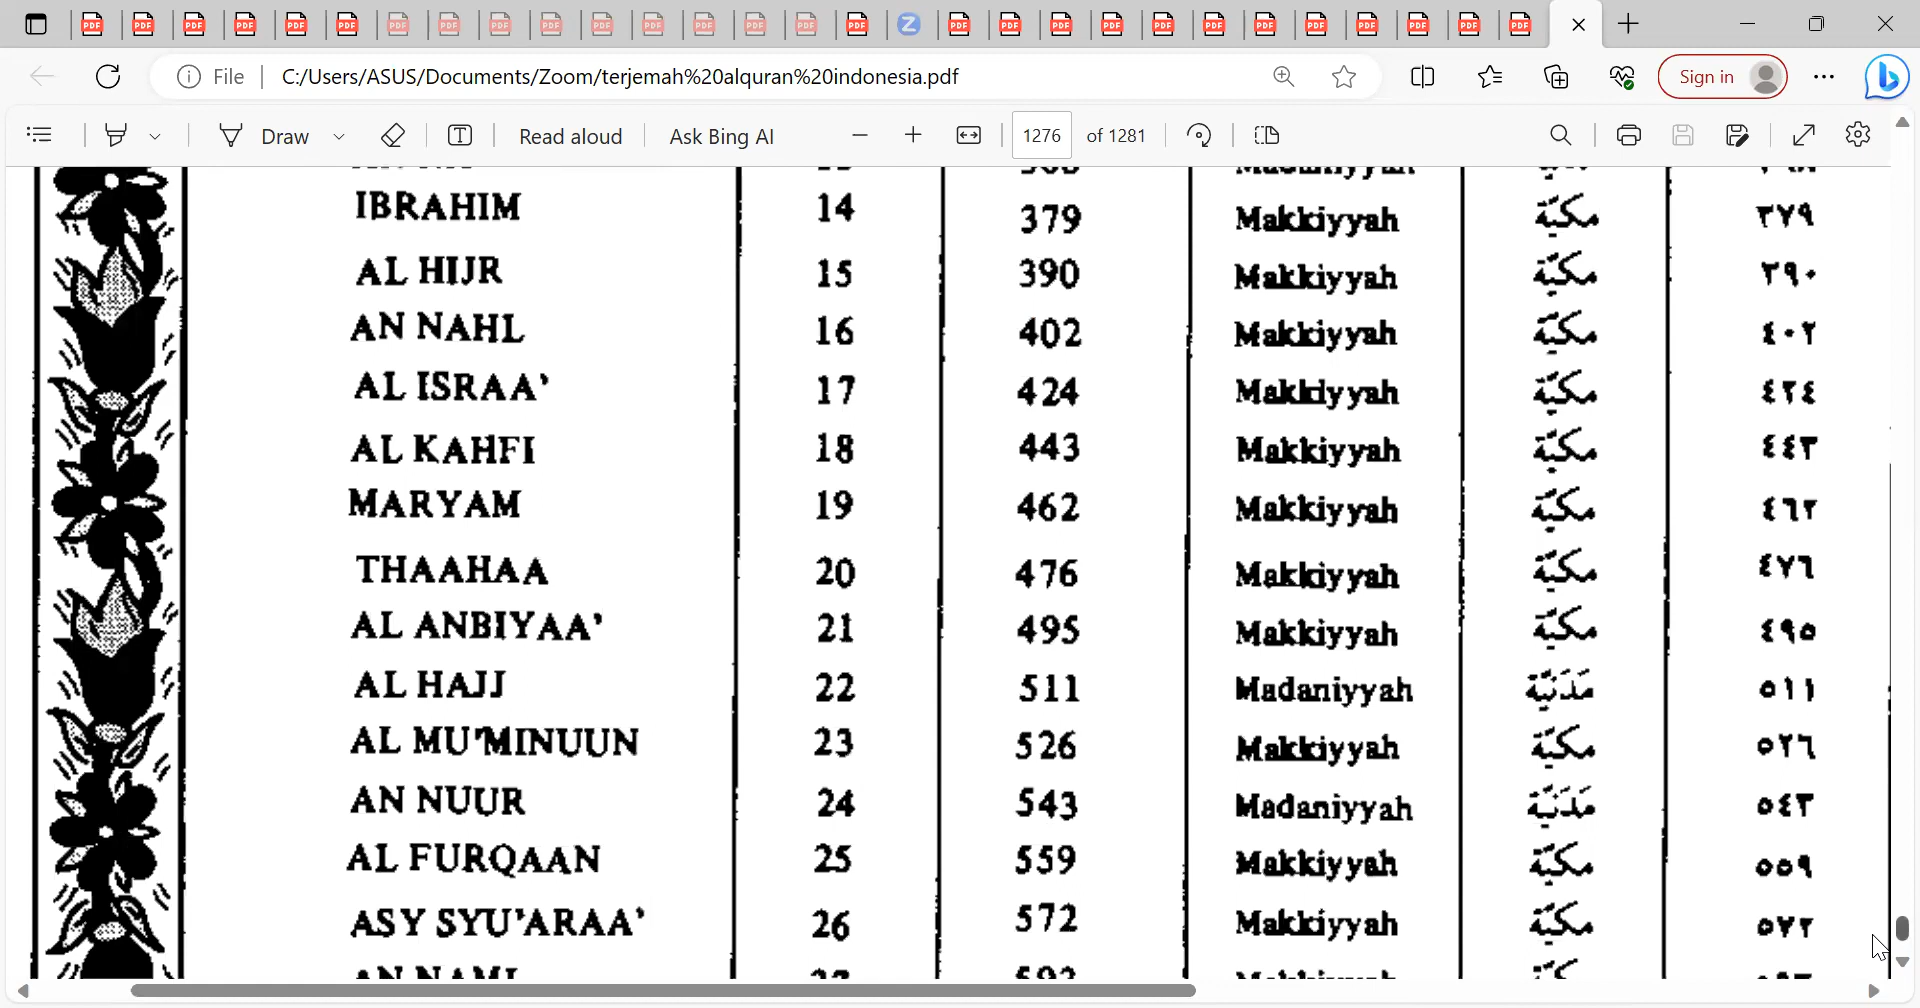 File C:/Users/ASUS/Documents/Zoom/terjemah%20alquran%20indonesia.pdf Sign in
Draw Read aloud Ask Bing AI 1276 of 1281
IBRAHIM 14 379 Makkiyyah مكية ٣٧٩
AL HIJR 15 390 Makkiyyah مكية ٣٩٠
AN NAHL 16 402 Makkiyyah مكية ٤٠٢
AL ISRAA' 17 424 Makkiyyah مكية ٤٢٤
AL KAHFI 18 443 Makkiyyah مكية ٤٤٣
MARYAM 19 462 Makkiyyah مكية ٤٦٢
THAAHAA 20 476 Makkiyyah مكية ٤٧٦
AL ANBIYAA' 21 495 Makkiyyah مكية ٤٩٥
AL HAJJ 22 511 Madaniyyah مَدَنِيَّة ٥١١
AL MU'MINUUN 23 526 Makkiyyah مكية ٥٢٦
AN NUUR 24 543 Madaniyyah مَدَنِيَّة ٥٤٣
AL FURQAAN 25 559 Makkiyyah مكية ٥٥٩
ASY SYU'ARAA' 26 572 Makkiyyah مكية ٥٧٢